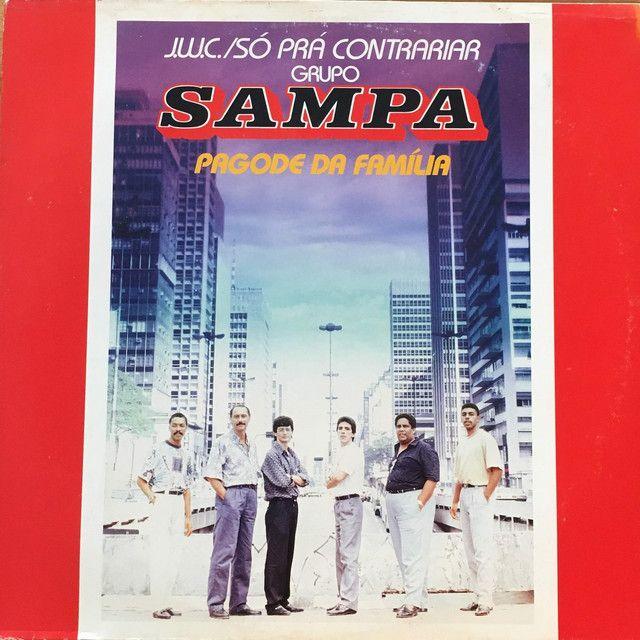 J.W.C./SÓ PRÁ CONTRARIAR
GRUPO
SAMPA
PAGODE DA FAMÍLIA